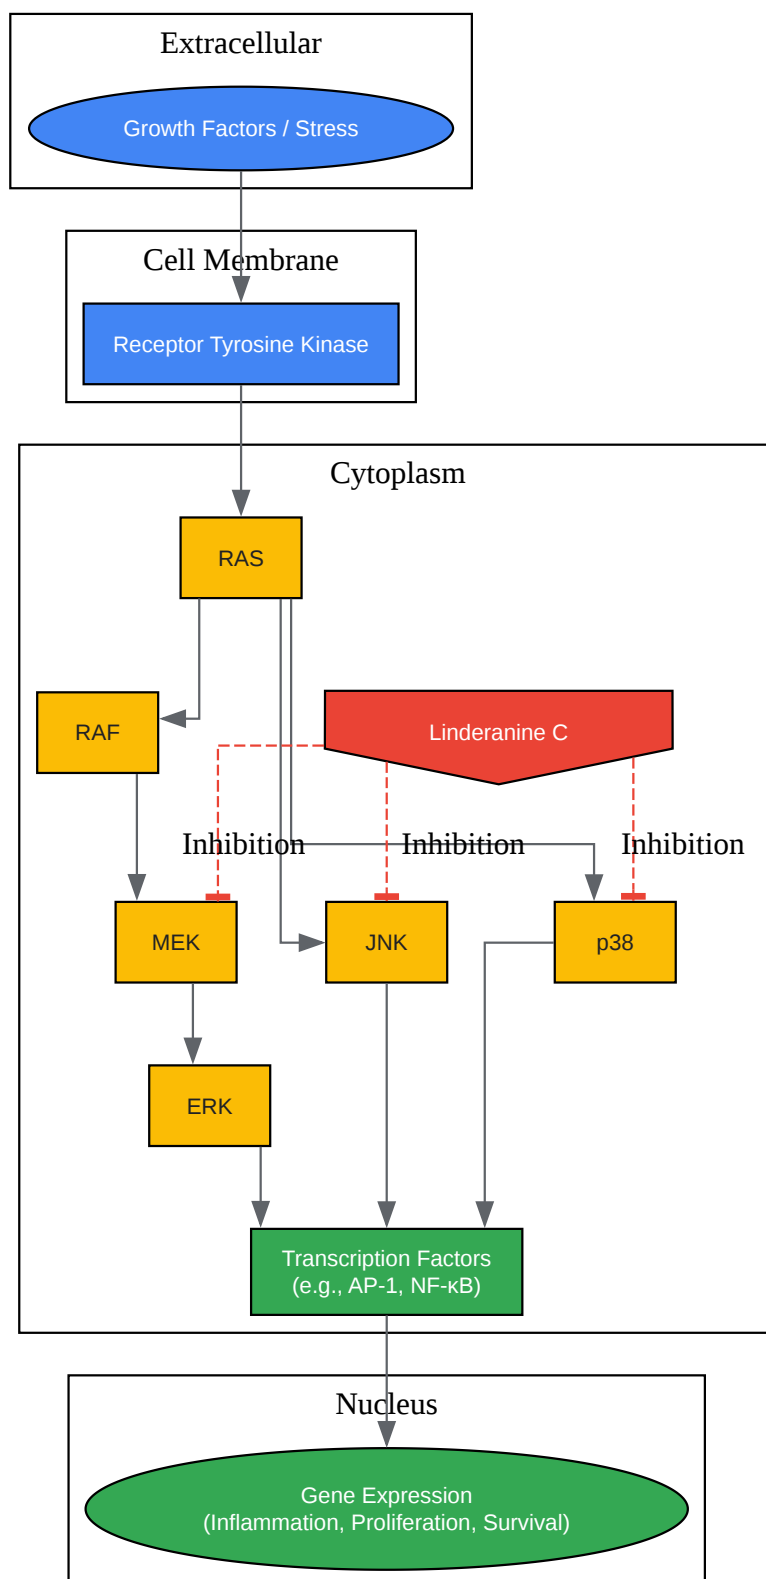 Extracellular
Growth Factors / Stress
Cell Membrane
Receptor Tyrosine Kinase
Cytoplasm
RAS
RAF
Linderanine C
Inhibition
Inhibition
Inhibition
MEK
JNK
p38
ERK
Transcription Factors
(e.g., AP-1, NF-κB)
Nucleus
Gene Expression
(Inflammation, Proliferation, Survival)